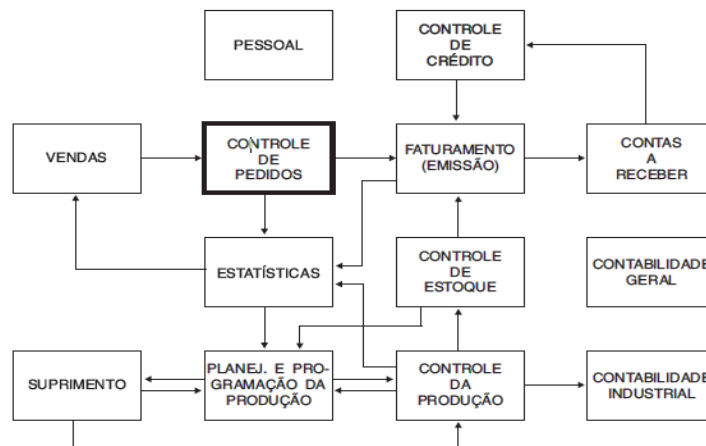 PESSOAL
CONTROLE
DE
CRÉDITO
VENDAS
CONTROLE
DE
PEDIDOS
FATURAMENTO
(EMISSÃO)
CONTAS
A
RECEBER
ESTATÍSTICAS
CONTROLE
DE
ESTOQUE
CONTABILIDADE
GERAL
SUPRIMENTO
PLANEJ. E PRO-
GRAMAÇÃO DA
PRODUÇÃO
CONTROLE
DA
PRODUÇÃO
CONTABILIDADE
INDUSTRIAL